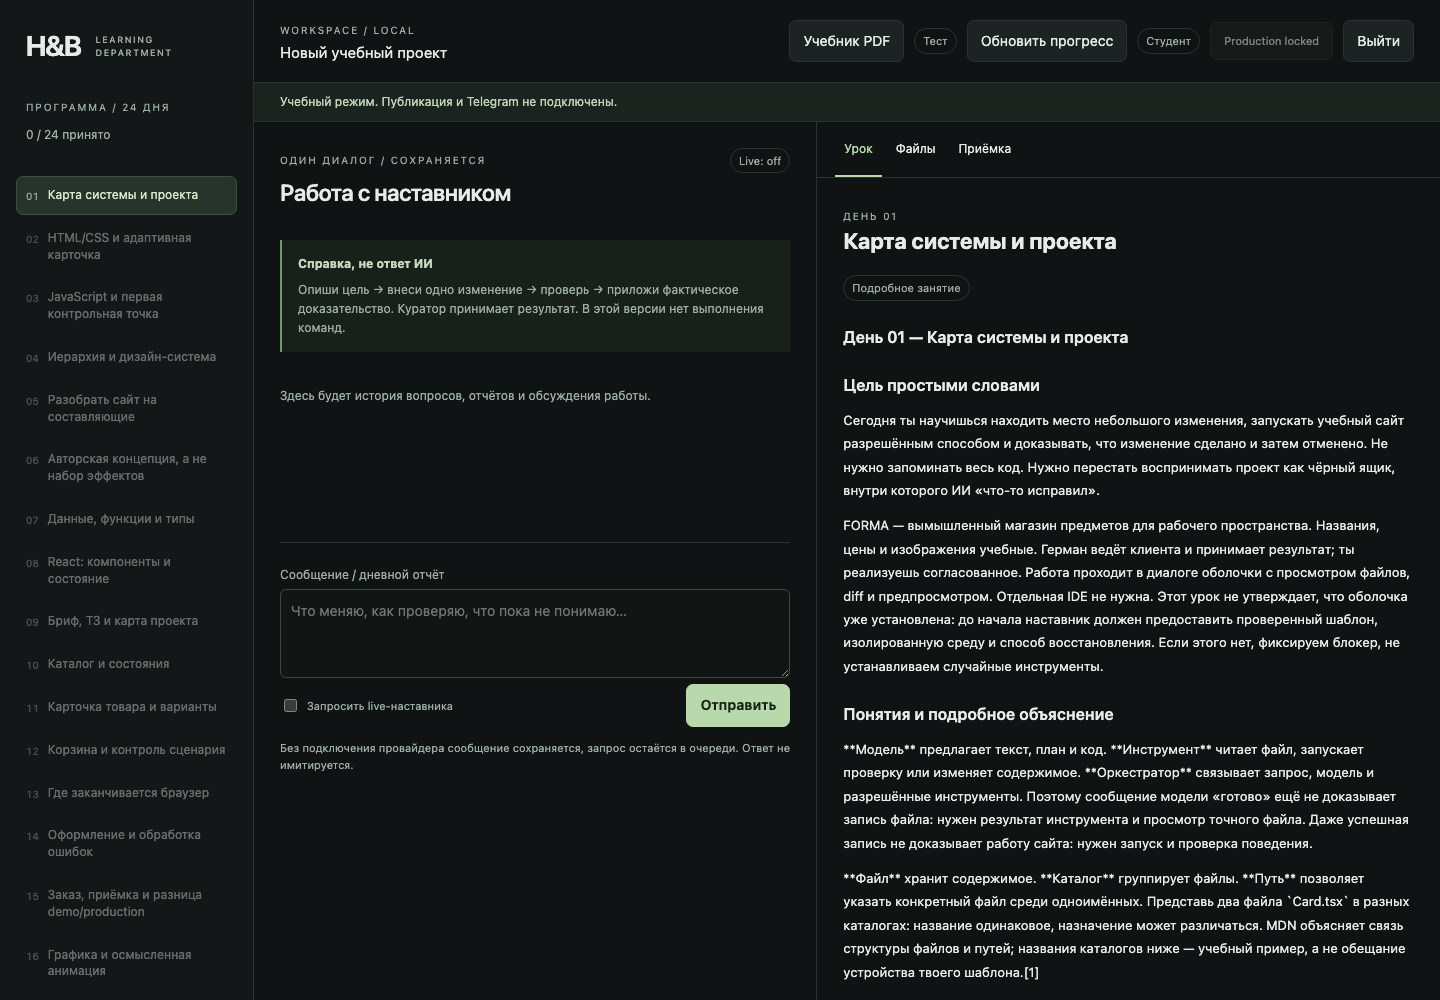 H&B
LEARNING
DEPARTMENT
ПРОГРАММА / 24 ДНЯ
0 / 24 принято
01 Карта системы и проекта
02 HTML/CSS и адаптивная
карточка
03 JavaScript и первая
контрольная точка
04 Иерархия и дизайн-система
05 Разобрать сайт на
составляющие
06 Авторская концепция, а не
набор эффектов
07 Данные, функции и типы
08 React: компоненты и
состояние
09 Бриф, ТЗ и карта проекта
10 Каталог и состояния
11 Карточка товара и варианты
12 Корзина и контроль сценария
13 Где заканчивается браузер
14 Оформление и обработка
ошибок
15 Заказ, приёмка и разница
demo/production
16 Графика и осмысленная
анимация
WORKSPACE / LOCAL
Новый учебный проект
Учебник PDF
Тест
Обновить прогресс
Студент
Production locked
Выйти
Учебный режим. Публикация и Telegram не подключены.
ОДИН ДИАЛОГ / СОХРАНЯЕТСЯ
Live: off
Работа с наставником
Справка, не ответ ИИ
Опиши цель → внеси одно изменение → проверь → приложи фактическое
доказательство. Куратор принимает результат. В этой версии нет выполнения
команд.
Здесь будет история вопросов, отчётов и обсуждения работы.
Сообщение / дневной отчёт
Что меняю, как проверяю, что пока не понимаю...
Запросить live-наставника
Отправить
Без подключения провайдера сообщение сохраняется, запрос остаётся в очереди. Ответ не
имитируется.
Урок
Файлы
Приёмка
ДЕНЬ 01
Карта системы и проекта
Подробное занятие
День 01 — Карта системы и проекта
Цель простыми словами
Сегодня ты научишься находить место небольшого изменения, запускать учебный сайт
разрешённым способом и доказывать, что изменение сделано и затем отменено. Не
нужно запоминать весь код. Нужно перестать воспринимать проект как чёрный ящик,
внутри которого ИИ «что-то исправил».
FORMA — вымышленный магазин предметов для рабочего пространства. Названия,
цены и изображения учебные. Герман ведёт клиента и принимает результат; ты
реализуешь согласованное. Работа проходит в диалоге оболочки с просмотром файлов,
diff и предпросмотром. Отдельная IDE не нужна. Этот урок не утверждает, что оболочка
уже установлена: до начала наставник должен предоставить проверенный шаблон,
изолированную среду и способ восстановления. Если этого нет, фиксируем блокер, не
устанавливаем случайные инструменты.
Понятия и подробное объяснение
**Модель** предлагает текст, план и код. **Инструмент** читает файл, запускает
проверку или изменяет содержимое. **Оркестратор** связывает запрос, модель и
разрешённые инструменты. Поэтому сообщение модели «готово» ещё не доказывает
запись файла: нужен результат инструмента и просмотр точного файла. Даже успешная
запись не доказывает работу сайта: нужен запуск и проверка поведения.
**Файл** хранит содержимое. **Каталог** группирует файлы. **Путь** позволяет
указать конкретный файл среди одноимённых. Представь два файла `Card.tsx` в разных
каталогах: название одинаковое, назначение может различаться. MDN объясняет связь
структуры файлов и путей; названия каталогов ниже — учебный пример, а не обещание
устройства твоего шаблона.[1]